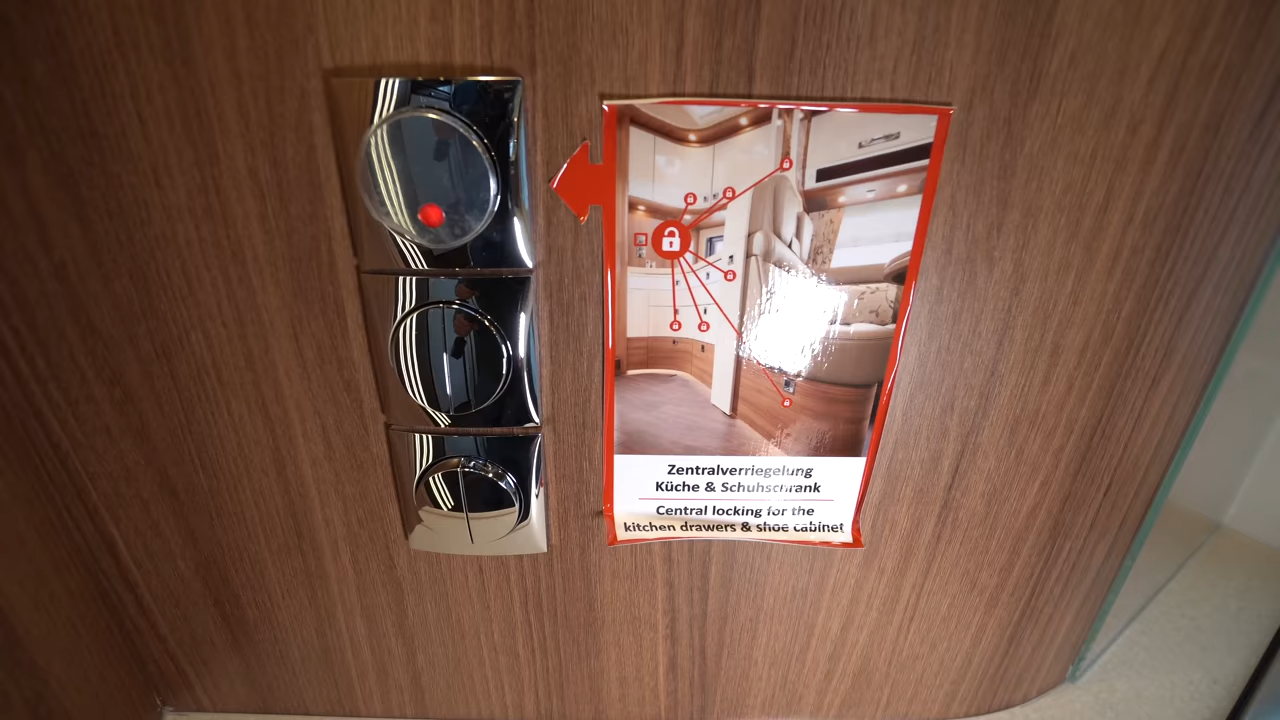 Zentralverriegelung
Küche & Schuhschrank
Central locking for the
kitchen drawers & shoe cabinet